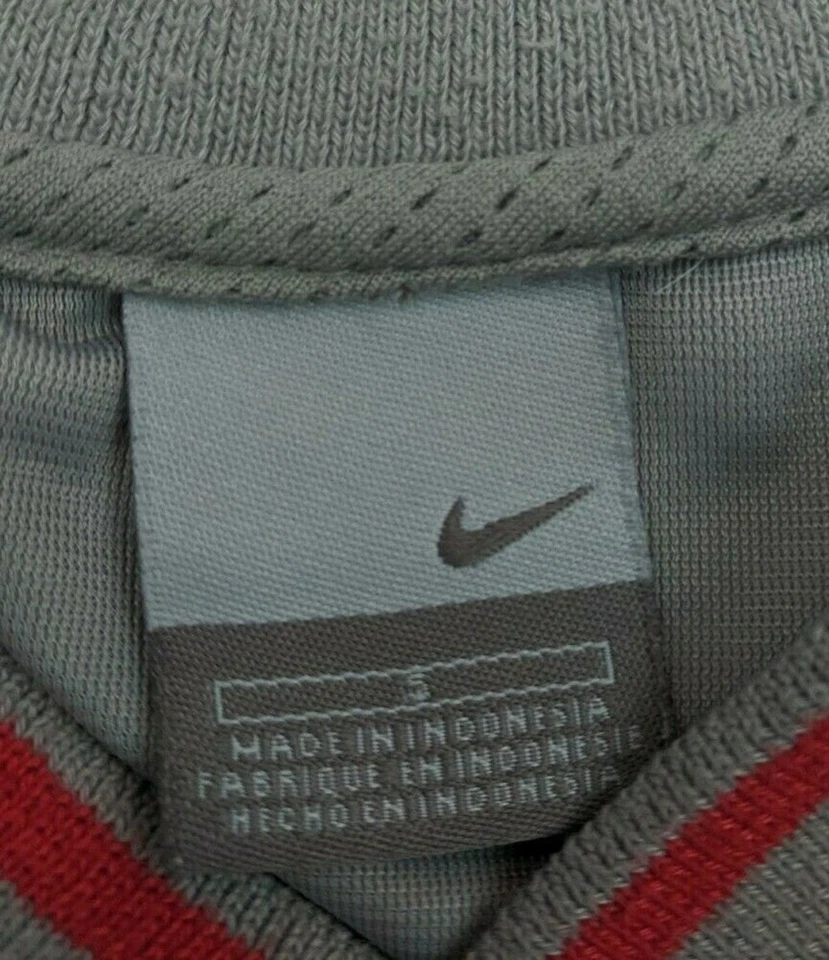 S
MADE IN INDONESIA
FABRIQUE EN INDONESIE
HECHO EN INDONESIA